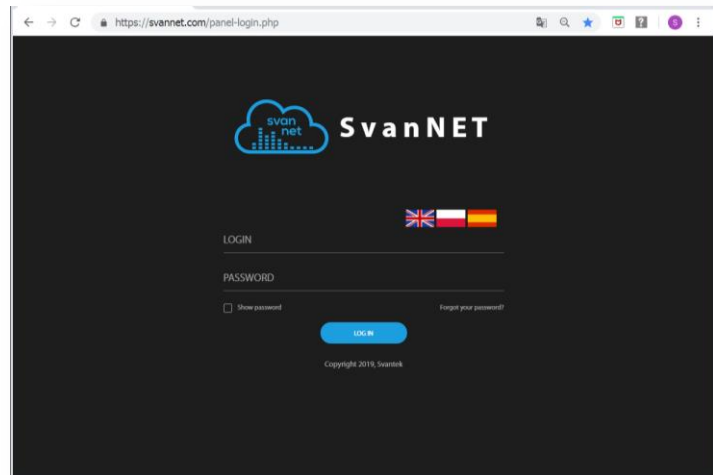 https://svannet.com/panel-login.php
S
svan
net
SvanNET
LOGIN
PASSWORD
Show password
Forgot your password?
LOG IN
Copyright 2019, Svantek